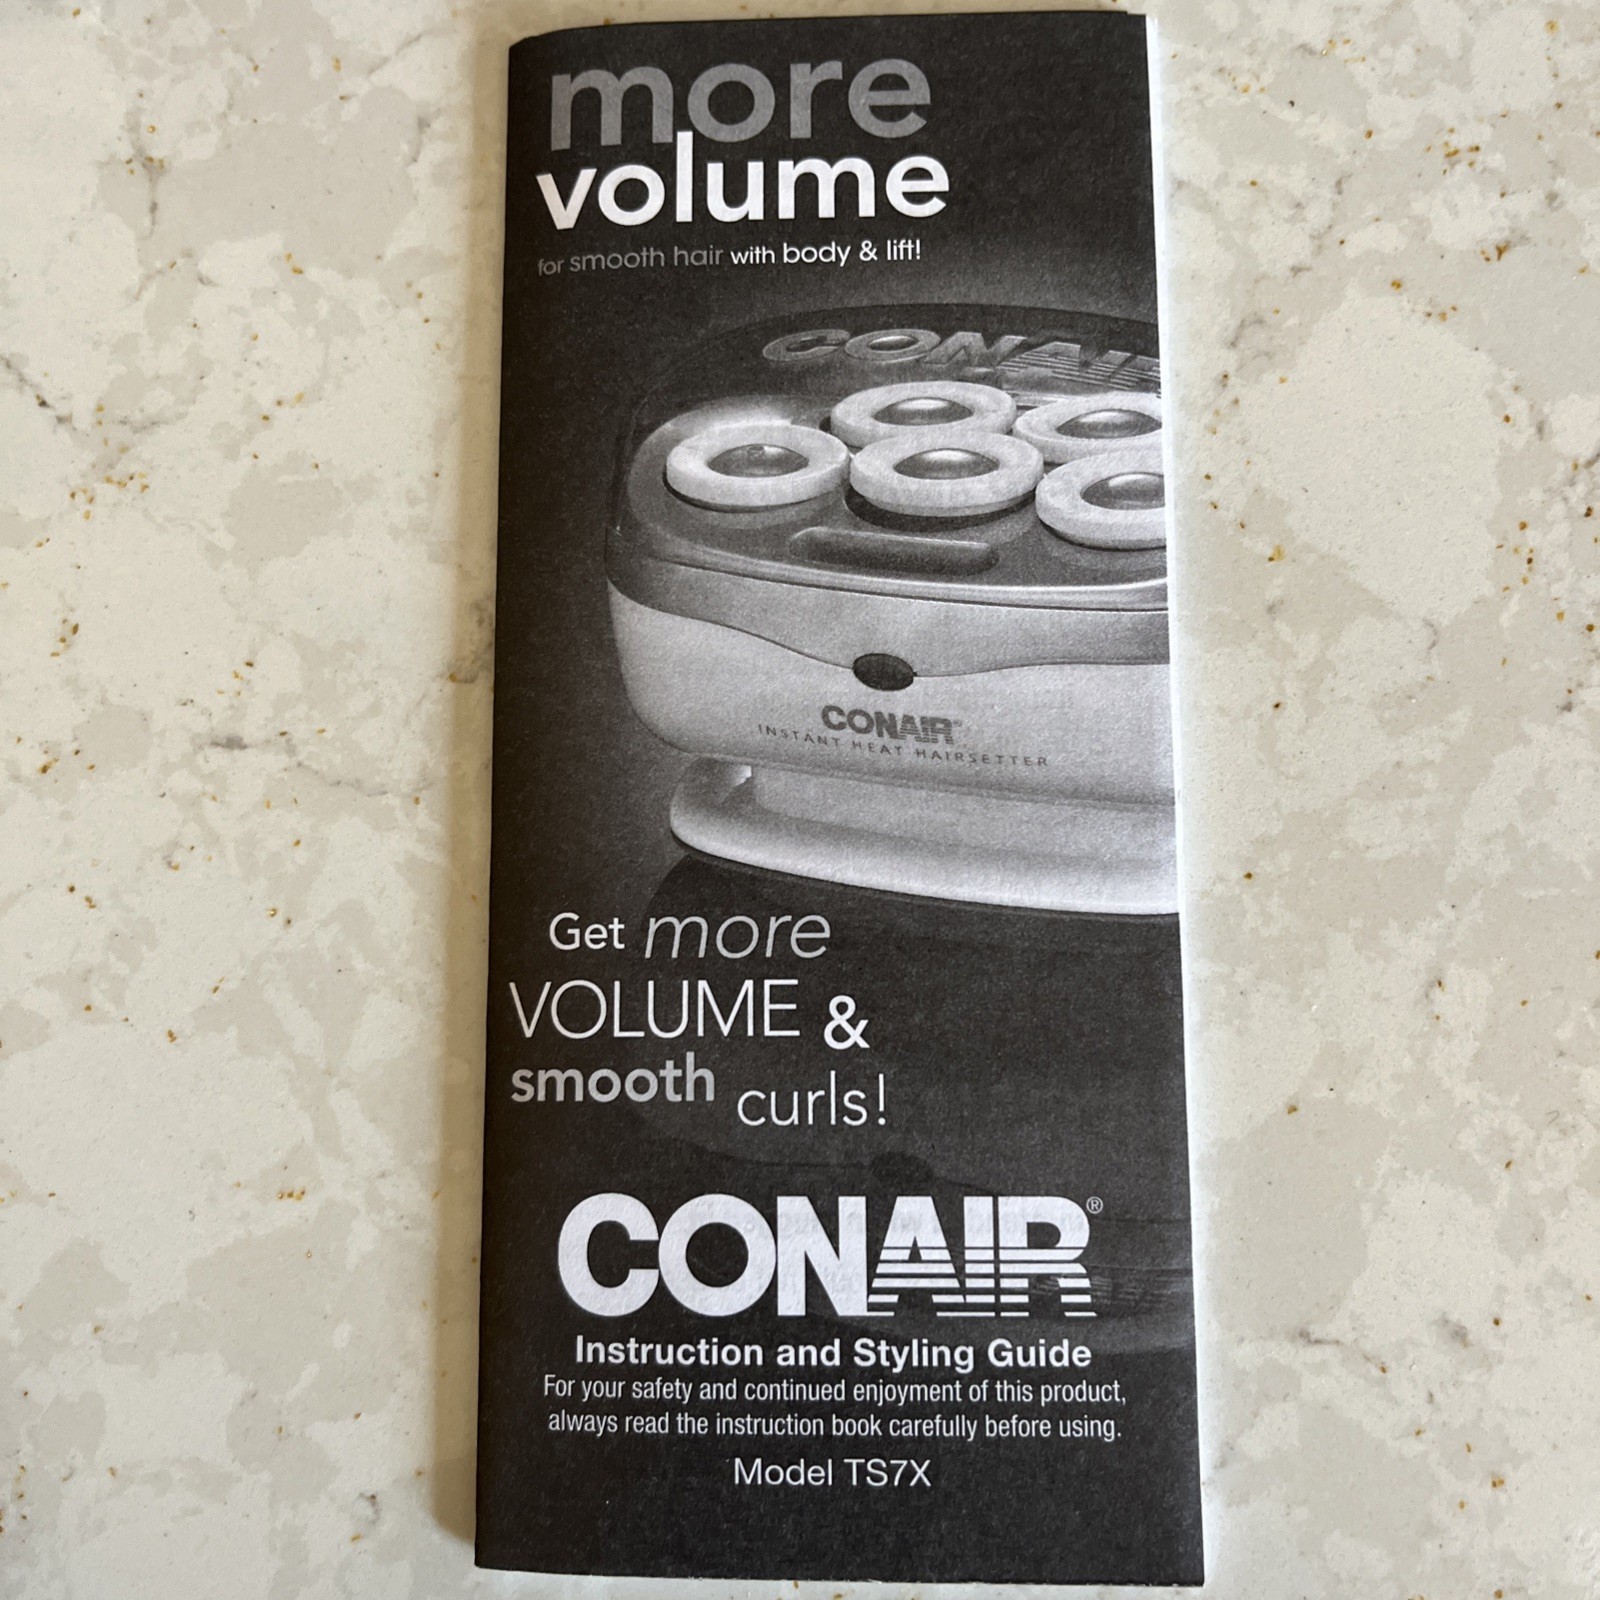 more
volume
for smooth hair with body & lift!
CONAIR
CONAIR
INSTANT HEAT HAIRSETTER
Get more
VOLUME &
smooth curls!
CONAIR®
Instruction and Styling Guide
For your safety and continued enjoyment of this product,
always read the instruction book carefully before using.
Model TS7X